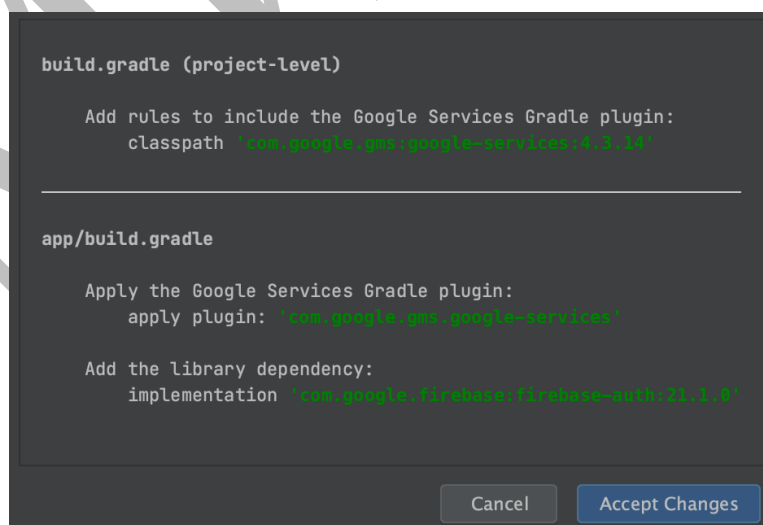 build.gradle (project-level)
Add rules to include the Google Services Gradle plugin:
classpath 'com.google.gms:google-services:4.3.14'
app/build.gradle
Apply the Google Services Gradle plugin:
apply plugin: 'com.google.gms.google-services'
Add the library dependency:
implementation 'com.google.firebase:firebase-auth:21.1.0'
Cancel
Accept Changes